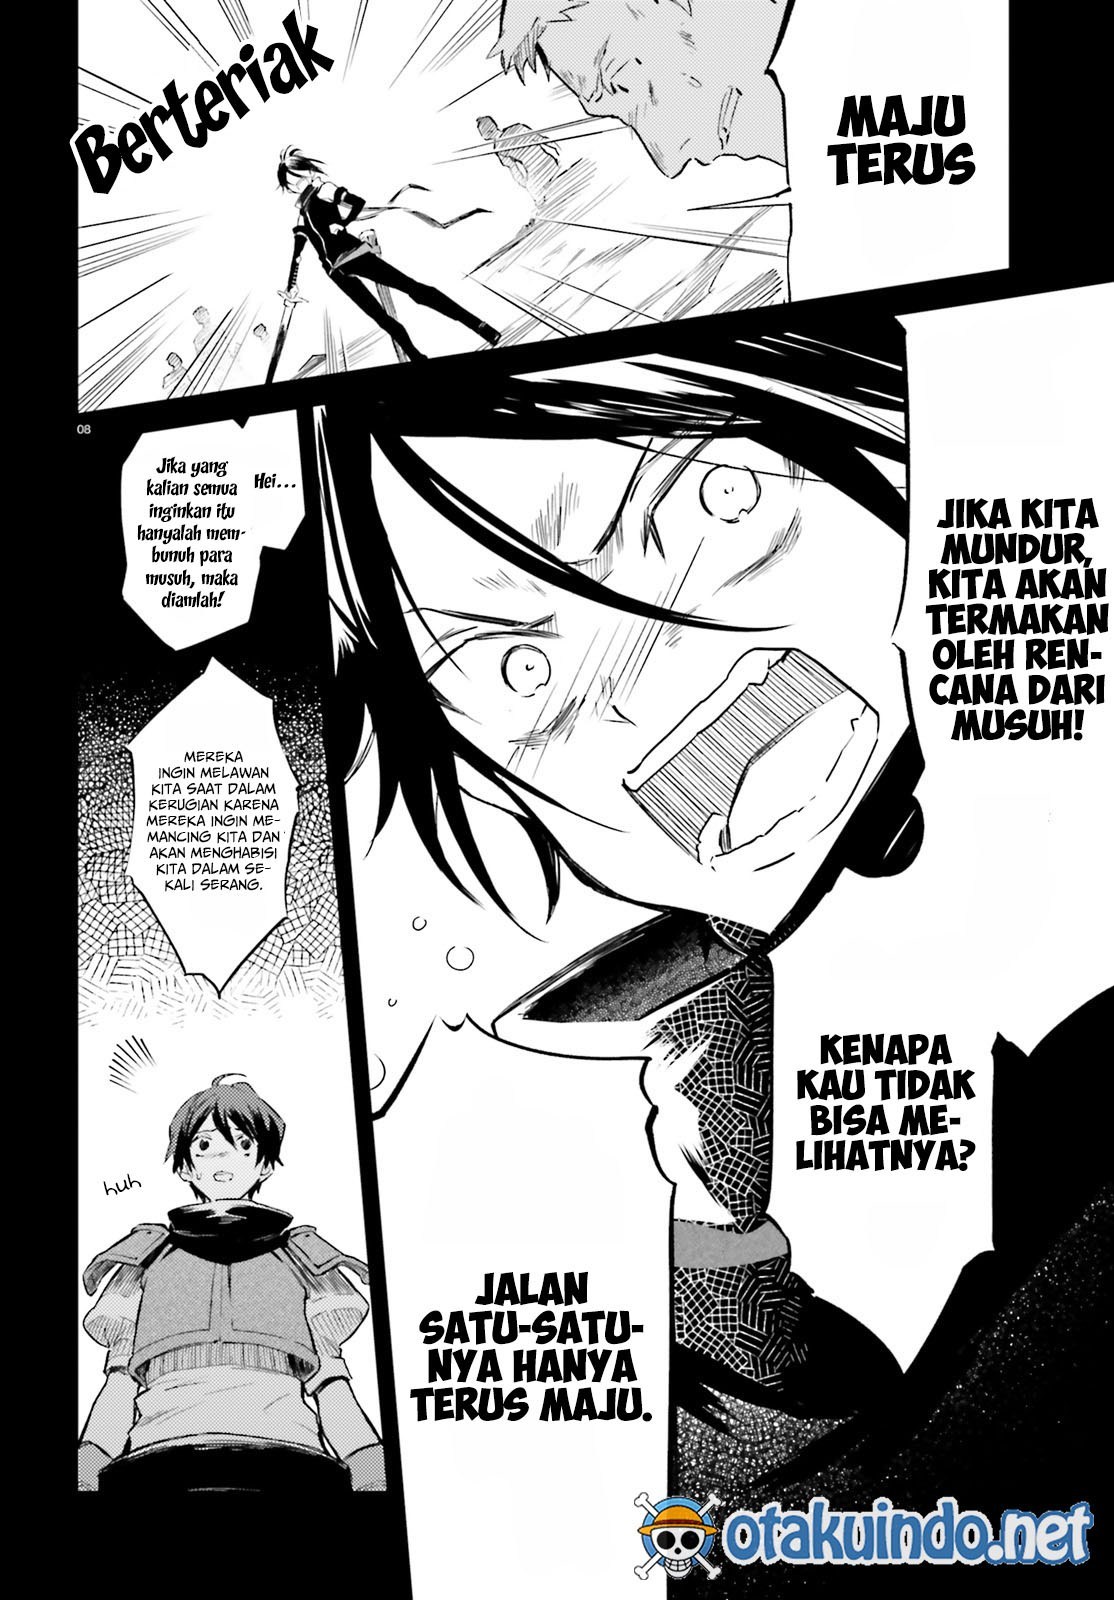 MAJU
TERUS
Berteriak
JIKA KITA
MUNDUR,
KITA AKAN
TERMAKAN
OLEH REN-
CANA DARI
MUSUH!
08
Hei...
Jika yang
kalian semua
inginkan itu
hanyalah mem-
bunuh para
musuh, maka
diamlah!
MEREKA
INGIN MELAWAN
KITA SAAT DALAM
KERUGIAN KARENA
MEREKA INGIN ME-
MANCING KITA DAN
AKAN MENGHABISI
KITA DALAM SE-
KALI SERANG.
KENAPA
KAU TIDAK
BISA ME-
LIHATNYA?
huh
JALAN
SATU-SATU-
NYA HANYA
TERUS MAJU.
otakuindo.net